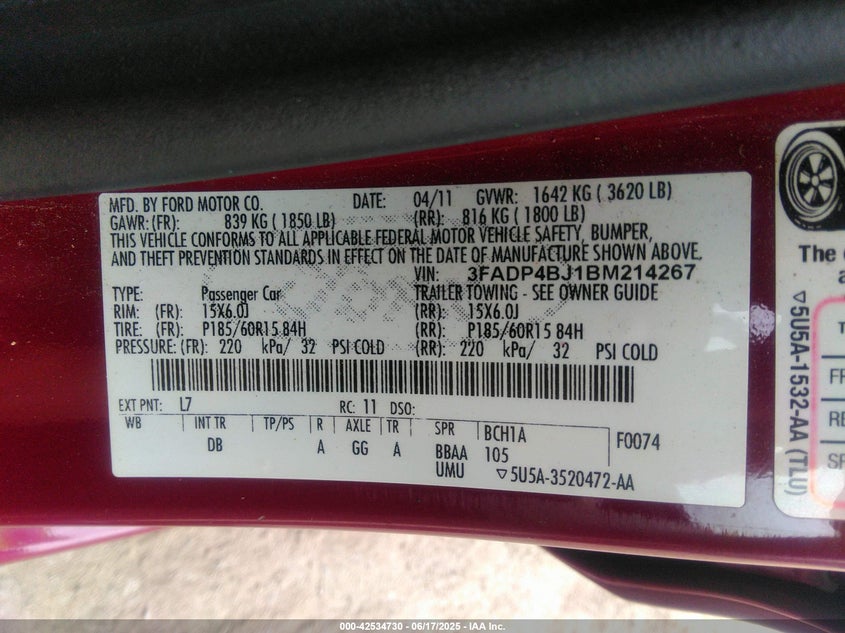 MFD. BY FORD MOTOR CO. DATE: 04/11 GVWR: 1642 KG ( 3620 LB)
GAWR: (FR): 839 KG ( 1850 LB) (RR): 816 KG ( 1800 LB)
THIS VEHICLE CONFORMS TO ALL APPLICABLE FEDERAL MOTOR VEHICLE SAFETY, BUMPER,
AND THEFT PREVENTION STANDARDS IN EFFECT ON THE DATE OF MANUFACTURE SHOWN ABOVE.
VIN: 3FADP4BJ1BM214267
TYPE: Passenger Car TRAILER TOWING - SEE OWNER GUIDE
RIM: (FR): 15X6.0J (RR): 15X6.0J
TIRE: (FR): P185/60R15 84H (RR): P185/60R15 84H
PRESSURE: (FR): 220 kPa/ 32 PSI COLD (RR): 220 kPa/ 32 PSI COLD
EXT PNT: L7 RC: 11 DSO:
WB INT TR TP/PS R AXLE TR SPR BCH1A F0074
DB A GG A BBAA 105
UMU ▽5U5A-3520472-AA
The
▽5U5A-1532-AA (TLU)
FR
RE
SP
000-42534730 - 06/17/2025 - IAA Inc.